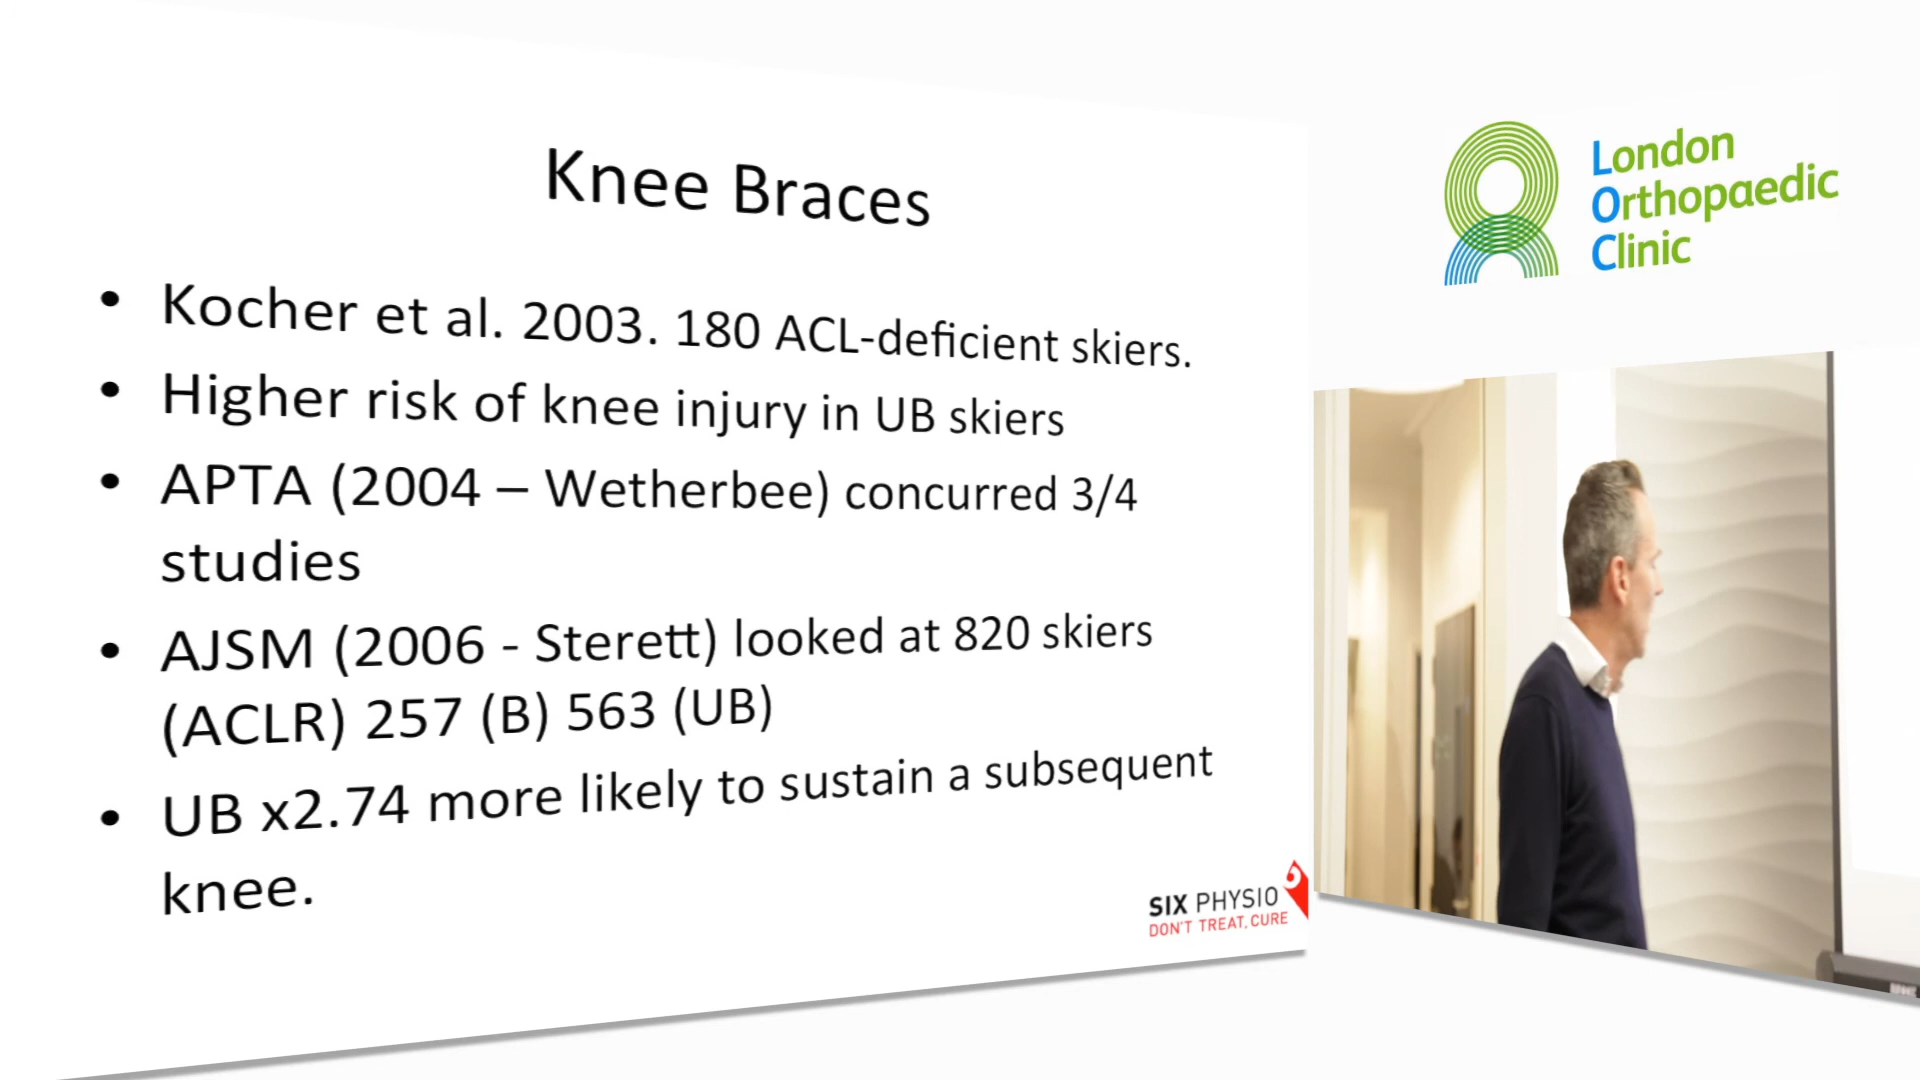 Knee Braces
• Kocher et al. 2003. 180 ACL-deficient skiers.
• Higher risk of knee injury in UB skiers
• APTA (2004 – Wetherbee) concurred 3/4
studies
• AJSM (2006 - Sterett) looked at 820 skiers
(ACLR) 257 (B) 563 (UB)
• UB x2.74 more likely to sustain a subsequent
knee.
SIX PHYSIO
DON'T TREAT, CURE
London
Orthopaedic
Clinic